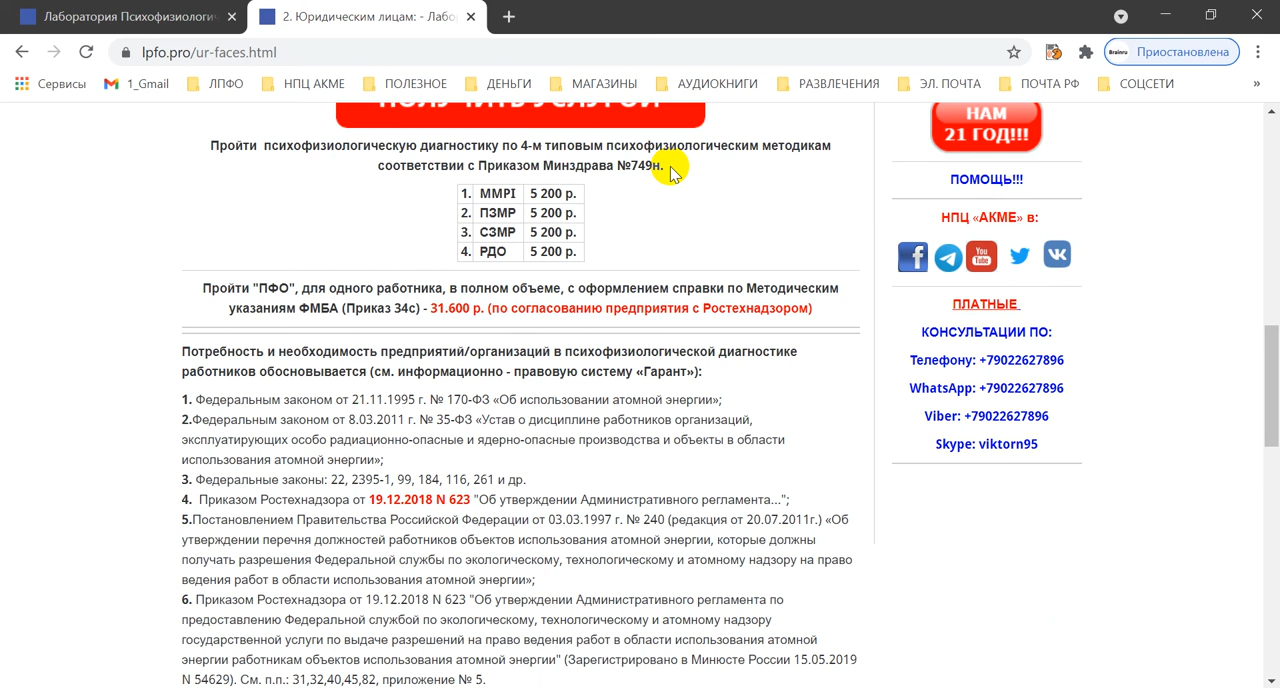 Лаборатория Психофизиологич
2. Юридическим лицам: - Лабо
lpfo.pro/ur-faces.html
Brainru Приостановлена
Сервисы
1_Gmail
ЛПФО
НПЦ АКМЕ
ПОЛЕЗНОЕ
ДЕНЬГИ
МАГАЗИНЫ
АУДИОКНИГИ
РАЗВЛЕЧЕНИЯ
ЭЛ. ПОЧТА
ПОЧТА РФ
СОЦСЕТИ
»
ПОЛУЧИТЬ УСЛУГУ!
Пройти психофизиологическую диагностику по 4-м типовым психофизиологическим методикам
соответствии с Приказом Минздрава №749н.
1. MMPI 5 200 р.
2. ПЗМР 5 200 р.
3. СЗМР 5 200 р.
4. РДО 5 200 р.
Пройти "ПФО", для одного работника, в полном объеме, с оформлением справки по Методическим
указаниям ФМБА (Приказ 34с) - 31.600 р. (по согласованию предприятия с Ростехнадзором)
Потребность и необходимость предприятий/организаций в психофизиологической диагностике
работников обосновывается (см. информационно - правовую систему «Гарант»):
1. Федеральным законом от 21.11.1995 г. № 170-ФЗ «Об использовании атомной энергии»;
2.Федеральным законом от 8.03.2011 г. № 35-ФЗ «Устав о дисциплине работников организаций,
эксплуатирующих особо радиационно-опасные и ядерно-опасные производства и объекты в области
использования атомной энергии»;
3. Федеральные законы: 22, 2395-1, 99, 184, 116, 261 и др.
4. Приказом Ростехнадзора от 19.12.2018 N 623 "Об утверждении Административного регламента...";
5.Постановлением Правительства Российской Федерации от 03.03.1997 г. № 240 (редакция от 20.07.2011г.) «Об
утверждении перечня должностей работников объектов использования атомной энергии, которые должны
получать разрешения Федеральной службы по экологическому, технологическому и атомному надзору на право
ведения работ в области использования атомной энергии»;
6. Приказом Ростехнадзора от 19.12.2018 N 623 "Об утверждении Административного регламента по
предоставлению Федеральной службой по экологическому, технологическому и атомному надзору
государственной услуги по выдаче разрешений на право ведения работ в области использования атомной
энергии работникам объектов использования атомной энергии" (Зарегистрировано в Минюсте России 15.05.2019
N 54629). См. п.п.: 31,32,40,45,82, приложение № 5.
НАМ
21 ГОД!!!
ПОМОЩЬ!!!
НПЦ «АКМЕ» в:
You
Tube
ПЛАТНЫЕ
КОНСУЛЬТАЦИИ ПО:
Телефону: +79022627896
WhatsApp: +79022627896
Viber: +79022627896
Skype: viktorn95